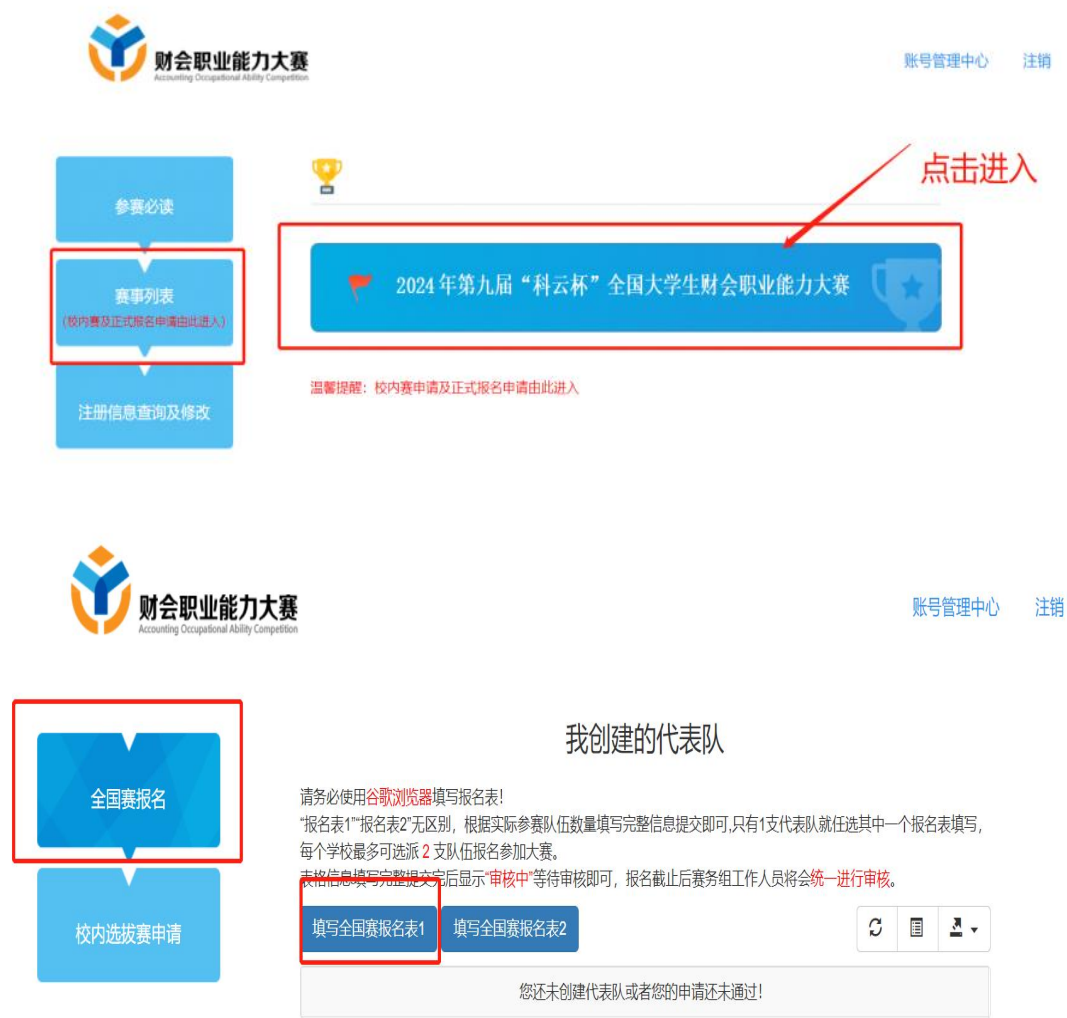 财会职业能力大赛
Accounting Occupational Ability Competition
账号管理中心
注销
点击进入
参赛必读
2024年第九届“科云杯”全国大学生财会职业能力大赛
赛事列表
(校内赛及正式报名申请由此进入)
温馨提醒：校内赛申请及正式报名申请由此进入
注册信息查询及修改
财会职业能力大赛
Accounting Occupational Ability Competition
账号管理中心
注销
我创建的代表队
全国赛报名
请务必使用谷歌浏览器填写报名表！
“报名表1”“报名表2”无区别，根据实际参赛队伍数量填写完整信息提交即可,只有1支代表队就任选其中一个报名表填写，
每个学校最多可选派 2 支队伍报名参加大赛。
表格信息填写完整提交完后显示“审核中”等待审核即可，报名截止后赛务组工作人员将会统一进行审核。
填写全国赛报名表1
填写全国赛报名表2
校内选拔赛申请
您还未创建代表队或者您的申请还未通过！